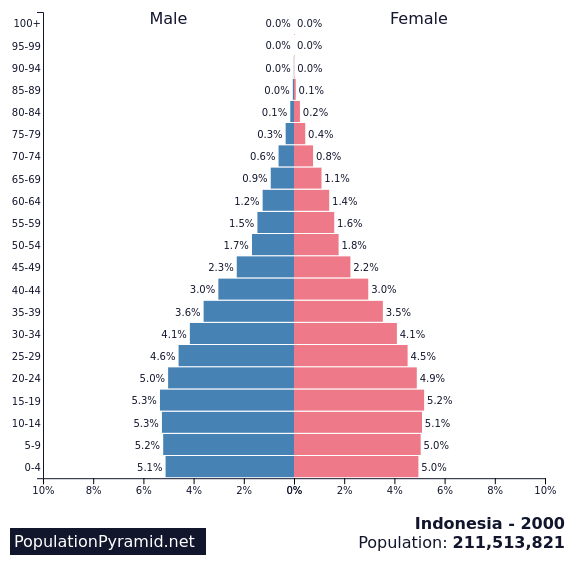 Male Female
100+ 0.0% 0.0%
95-99 0.0% 0.0%
90-94 0.0% 0.0%
85-89 0.0% 0.1%
80-84 0.1% 0.2%
75-79 0.3% 0.4%
70-74 0.6% 0.8%
65-69 0.9% 1.1%
60-64 1.2% 1.4%
55-59 1.5% 1.6%
50-54 1.7% 1.8%
45-49 2.3% 2.2%
40-44 3.0% 3.0%
35-39 3.6% 3.5%
30-34 4.1% 4.1%
25-29 4.6% 4.5%
20-24 5.0% 4.9%
15-19 5.3% 5.2%
10-14 5.3% 5.1%
5-9 5.2% 5.0%
0-4 5.1% 5.0%
10% 8% 6% 4% 2% 0% 2% 4% 6% 8% 10%
Indonesia - 2000
PopulationPyramid.net Population: 211,513,821